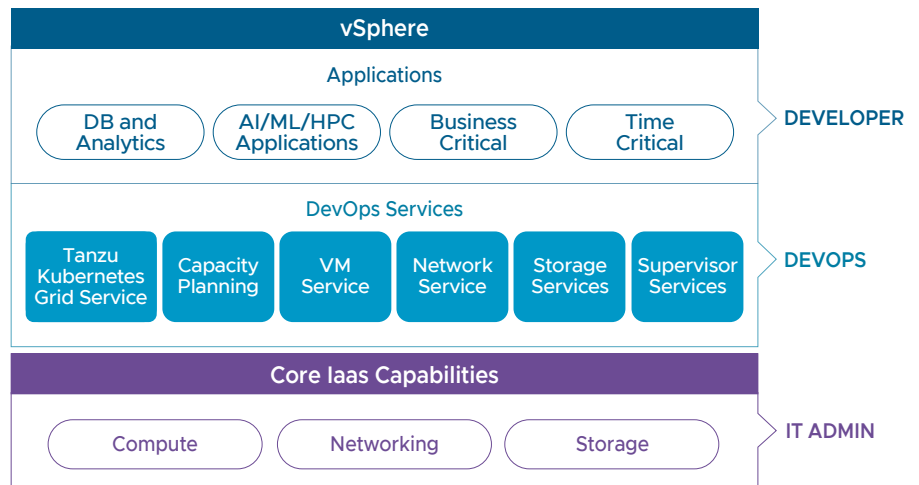 vSphere
Applications
DB and
Analytics
AI/ML/HPC
Applications
Business
Critical
Time
Critical
DEVELOPER
DevOps Services
Tanzu
Kubernetes
Grid Service
Capacity
Planning
VM
Service
Network
Service
Storage
Services
Supervisor
Services
DEVOPS
Core Iaas Capabilities
Compute
Networking
Storage
IT ADMIN